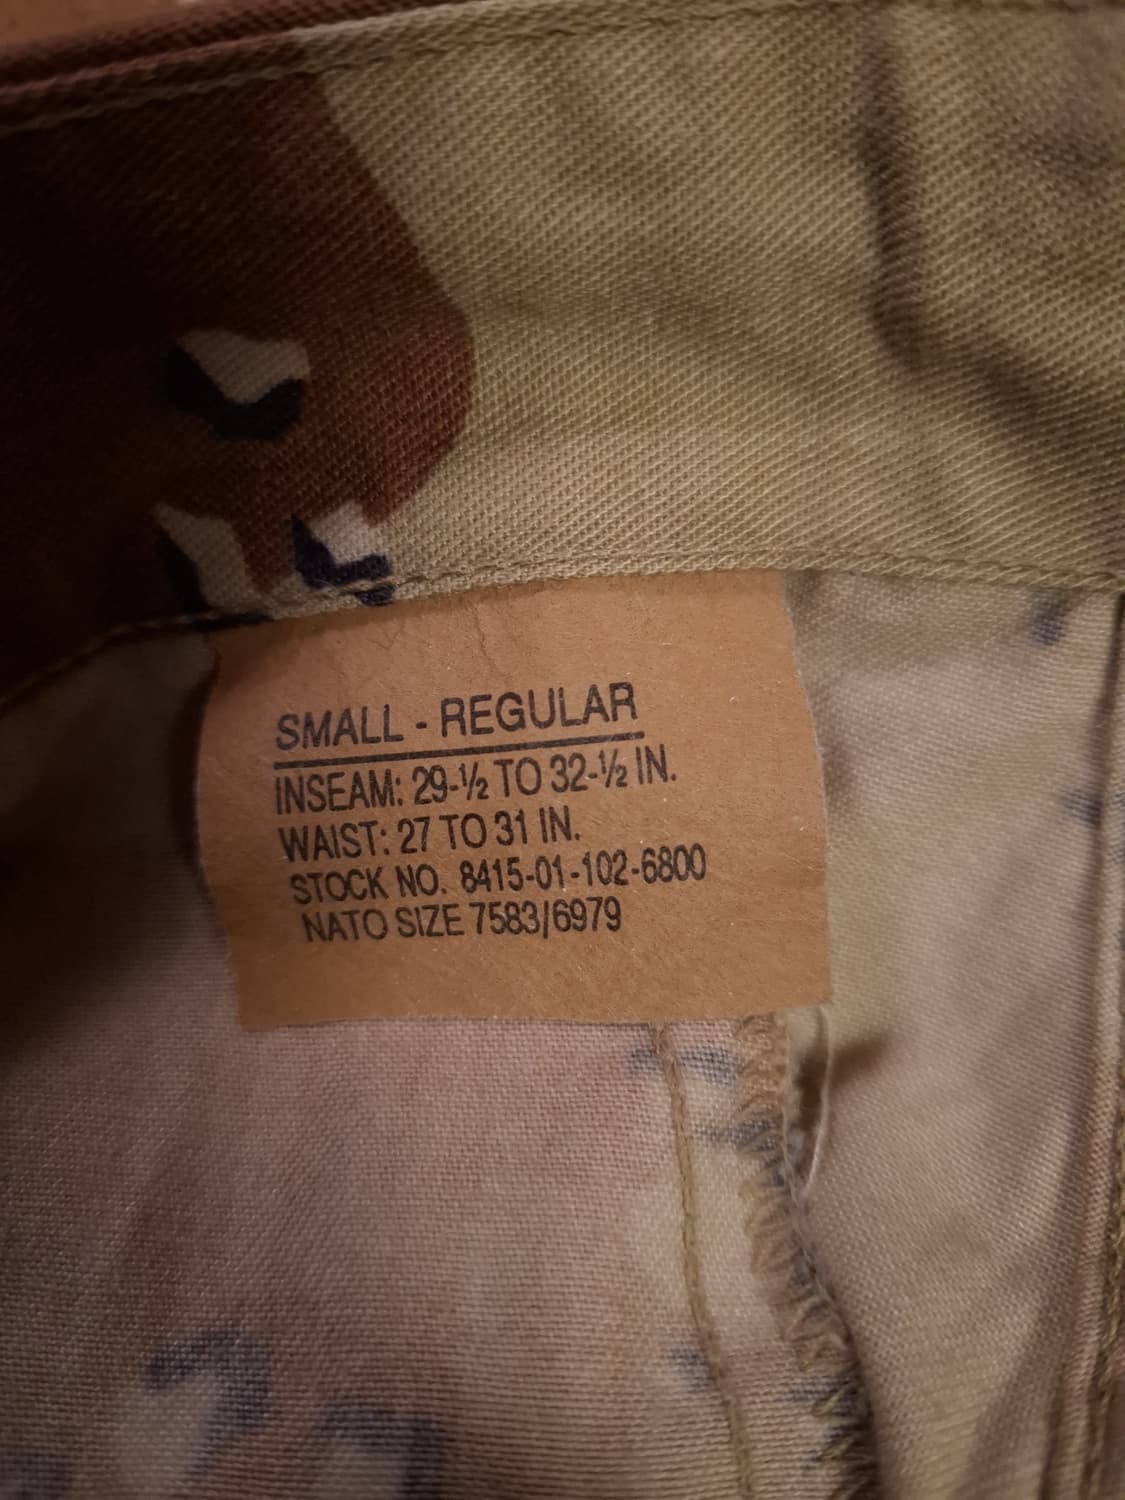 SMALL - REGULAR
INSEAM: 29-½ TO 32-½ IN.
WAIST: 27 TO 31 IN.
STOCK NO. 8415-01-102-6800
NATO SIZE 7583/6979